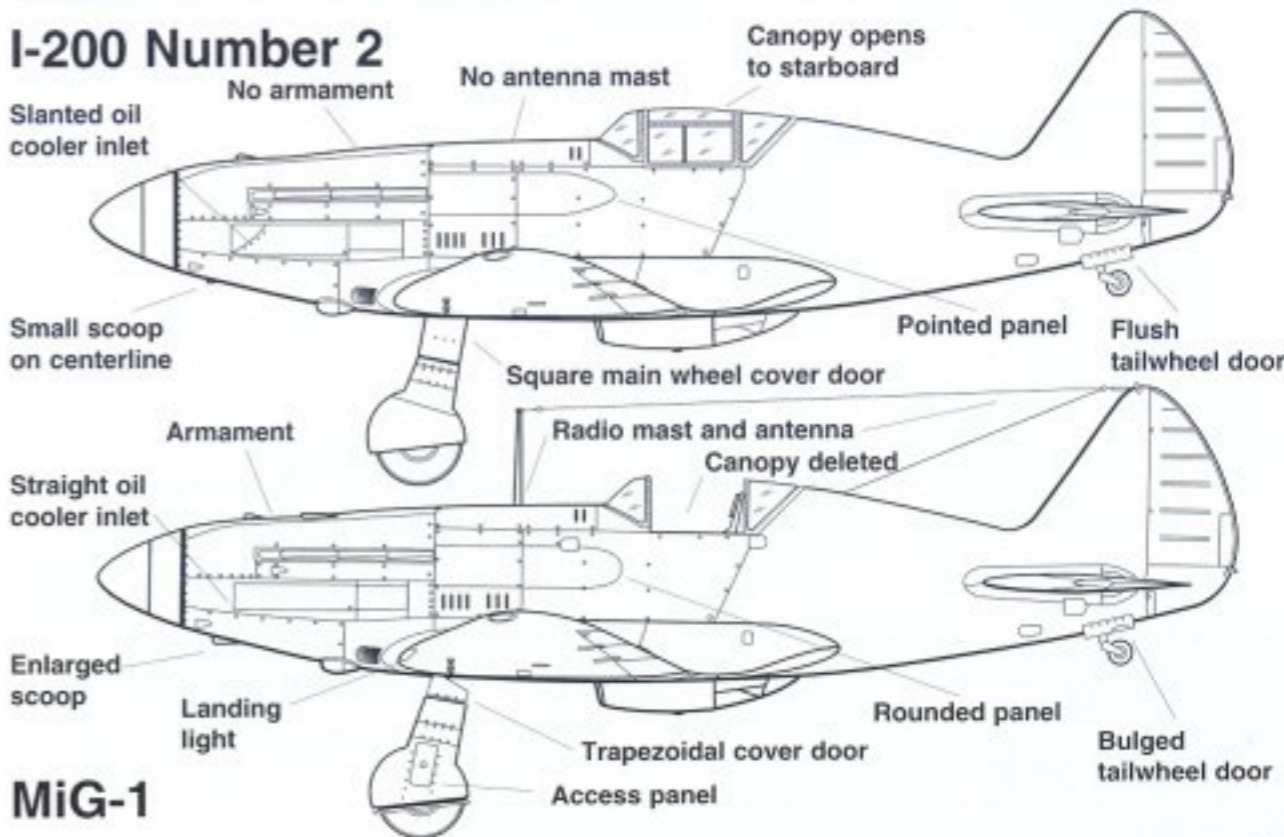 I-200 Number 2
No armament
No antenna mast
Canopy opens
to starboard
Slanted oil
cooler inlet
Small scoop
on centerline
Square main wheel cover door
Pointed panel
Flush
tailwheel door
Armament
Radio mast and antenna
Canopy deleted
Straight oil
cooler inlet
Enlarged
scoop
Landing
light
Trapezoidal cover door
Access panel
Rounded panel
Bulged
tailwheel door
MiG-1